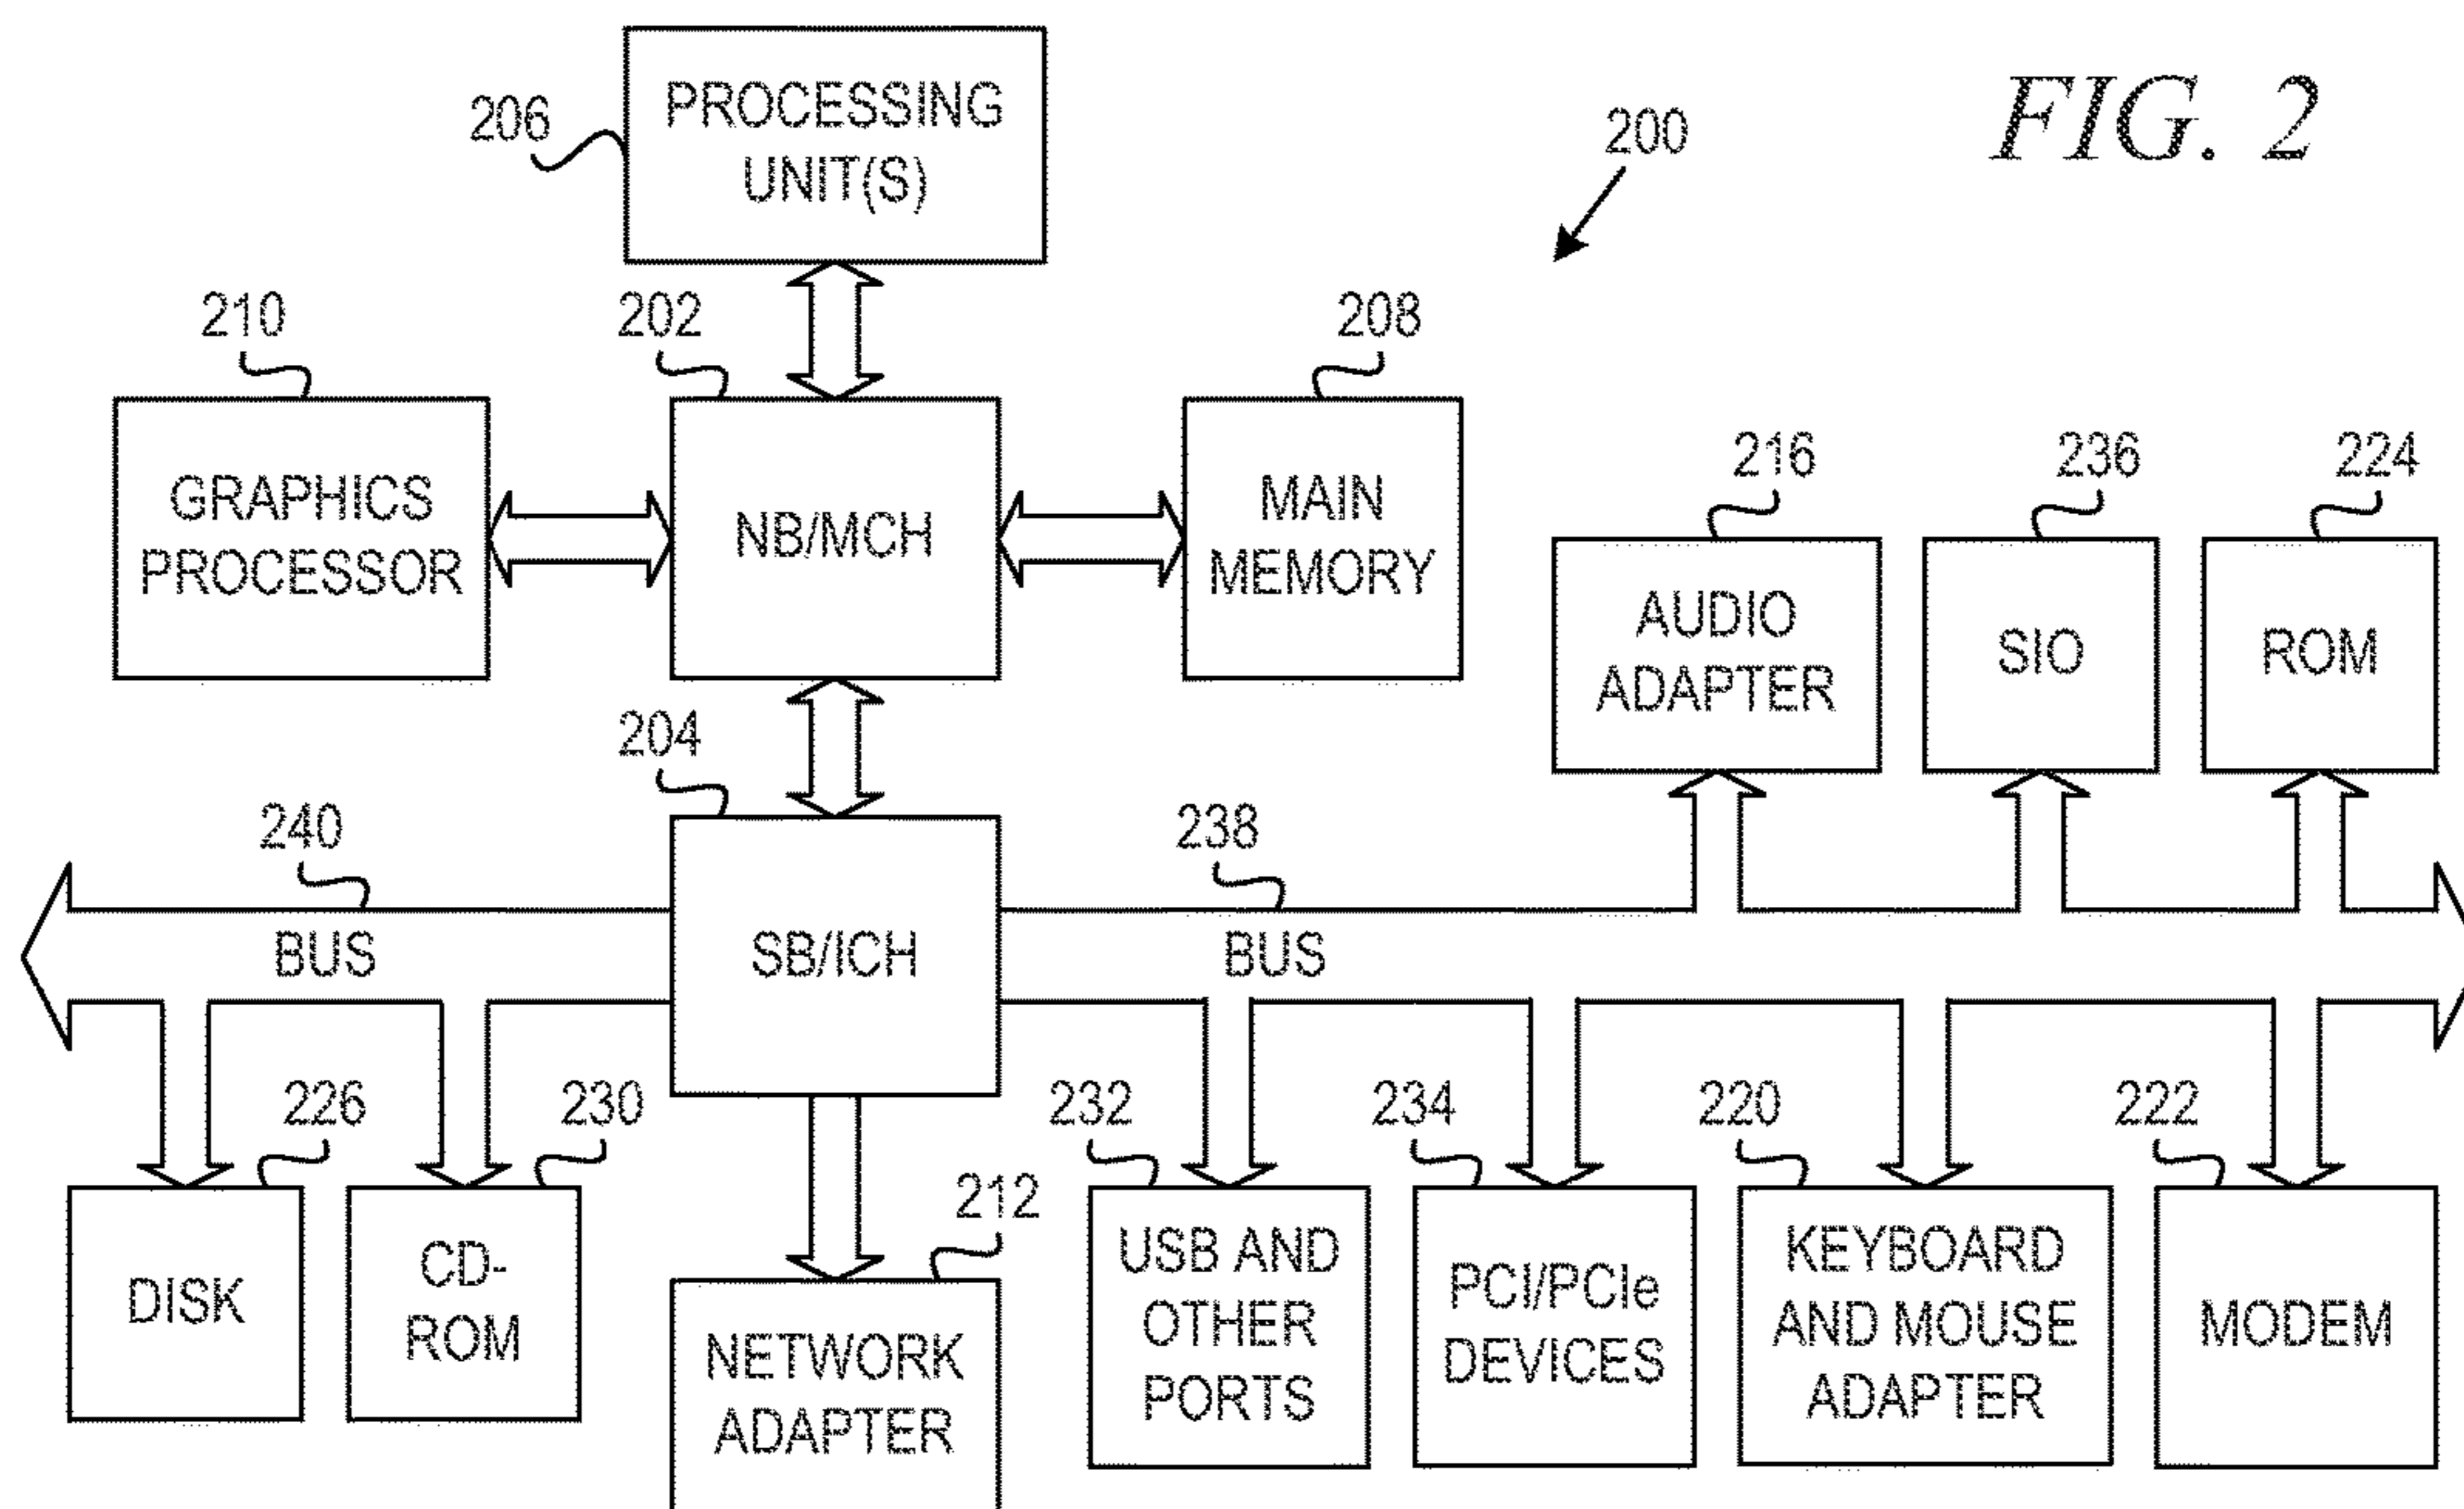 FIG. 2
200
206
PROCESSING
UNIT(S)
210
202
208
GRAPHICS
PROCESSOR
NB/MCH
MAIN
MEMORY
216
236
224
AUDIO
ADAPTER
SIO
ROM
204
240
238
BUS
SB/ICH
BUS
226
230
232
234
220
222
212
DISK
CD-
ROM
NETWORK
ADAPTER
USB AND
OTHER
PORTS
PCI/PCIe
DEVICES
KEYBOARD
AND MOUSE
ADAPTER
MODEM